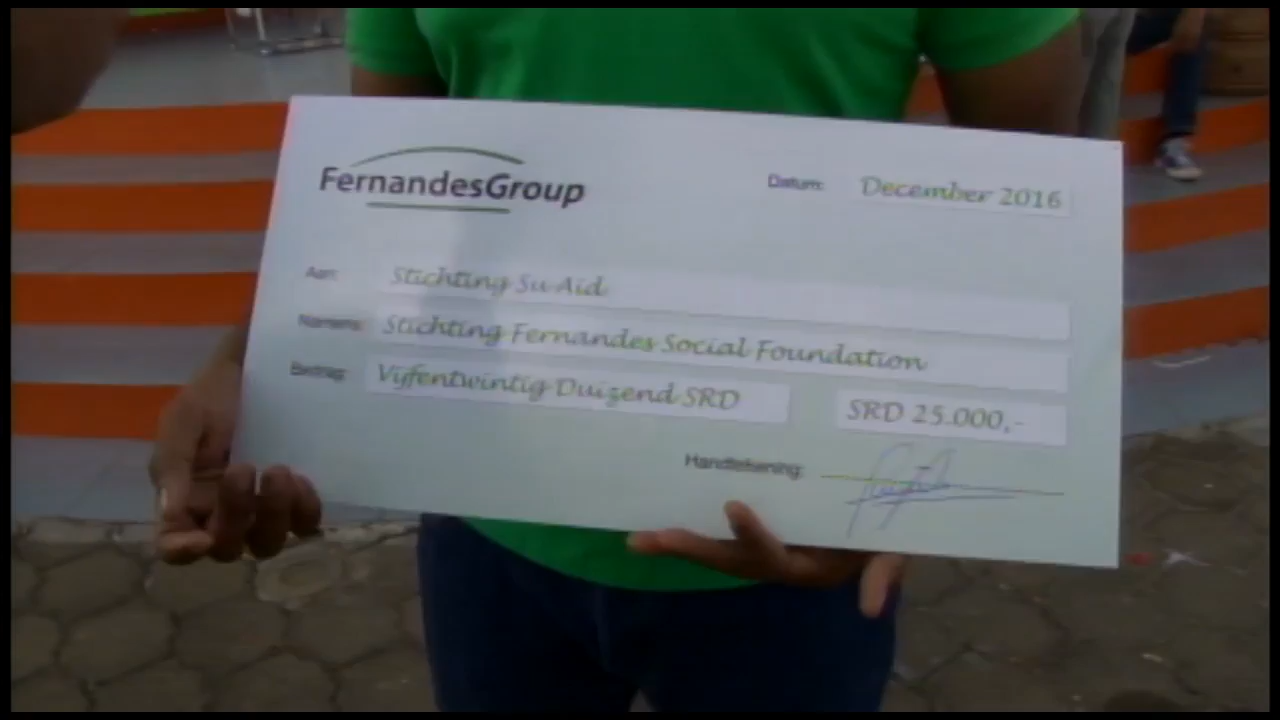 FernandesGroup
Datum: December 2016
Aan: Stichting Su-Aid
Namens: Stichting Fernandes Social Foundation
Bedrag: Vijfentwintig Duizend SRD SRD 25.000,-
Handtekening: